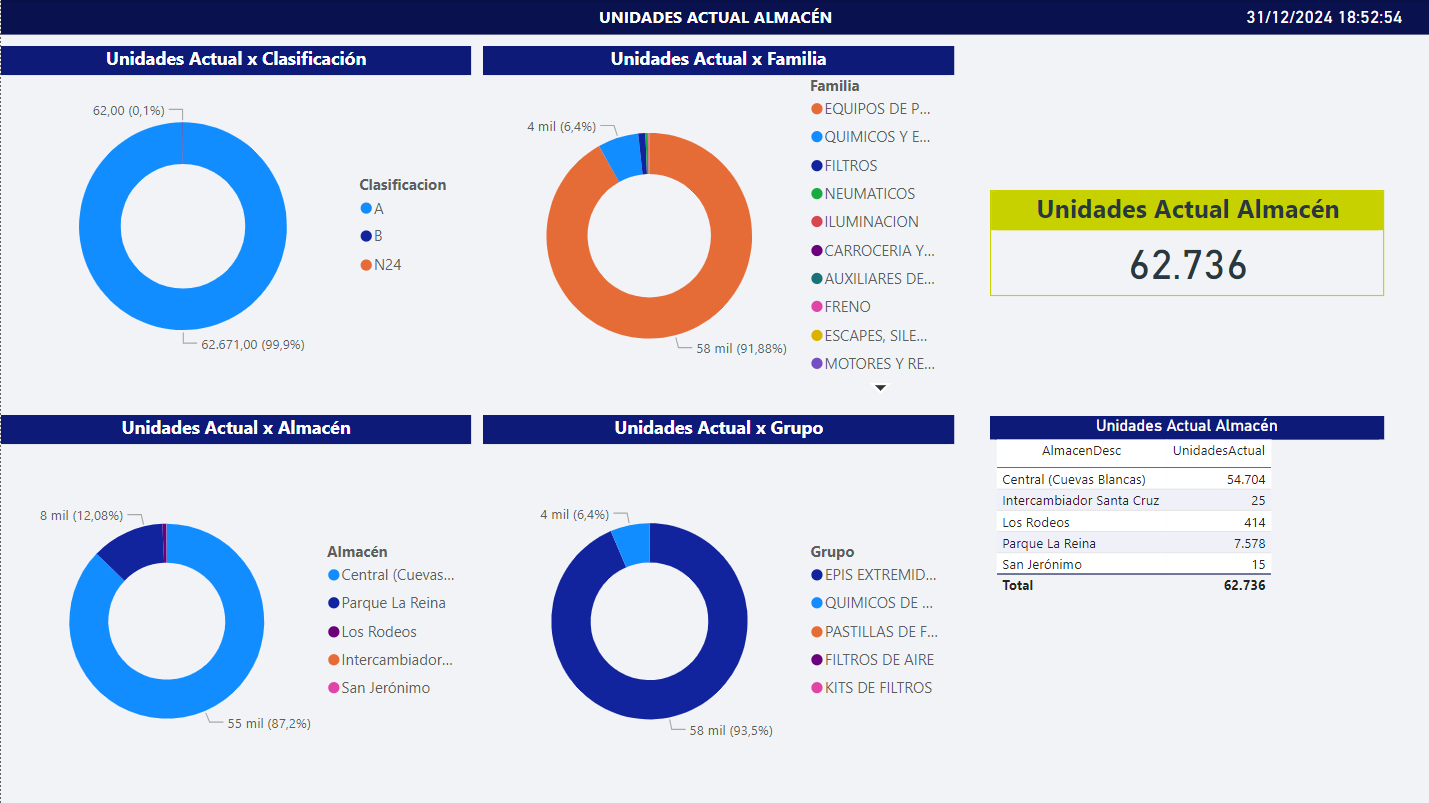 UNIDADES ACTUAL ALMACÉN
31/12/2024 18:52:54
Unidades Actual x Clasificación
62,00 (0,1%)
62.671,00 (99,9%)
Clasificacion
A
B
N24
Unidades Actual x Familia
4 mil (6,4%)
58 mil (91,88%)
Familia
EQUIPOS DE P...
QUIMICOS Y E...
FILTROS
NEUMATICOS
ILUMINACION
CARROCERIA Y...
AUXILIARES DE...
FRENO
ESCAPES, SILE...
MOTORES Y RE...
Unidades Actual Almacén
62.736
Unidades Actual x Almacén
8 mil (12,08%)
55 mil (87,2%)
Almacén
Central (Cuevas...
Parque La Reina
Los Rodeos
Intercambiador...
San Jerónimo
Unidades Actual x Grupo
4 mil (6,4%)
58 mil (93,5%)
Grupo
EPIS EXTREMID...
QUIMICOS DE ...
PASTILLAS DE F...
FILTROS DE AIRE
KITS DE FILTROS
Unidades Actual Almacén
AlmacenDesc UnidadesActual
Central (Cuevas Blancas) 54.704
Intercambiador Santa Cruz 25
Los Rodeos 414
Parque La Reina 7.578
San Jerónimo 15
Total 62.736